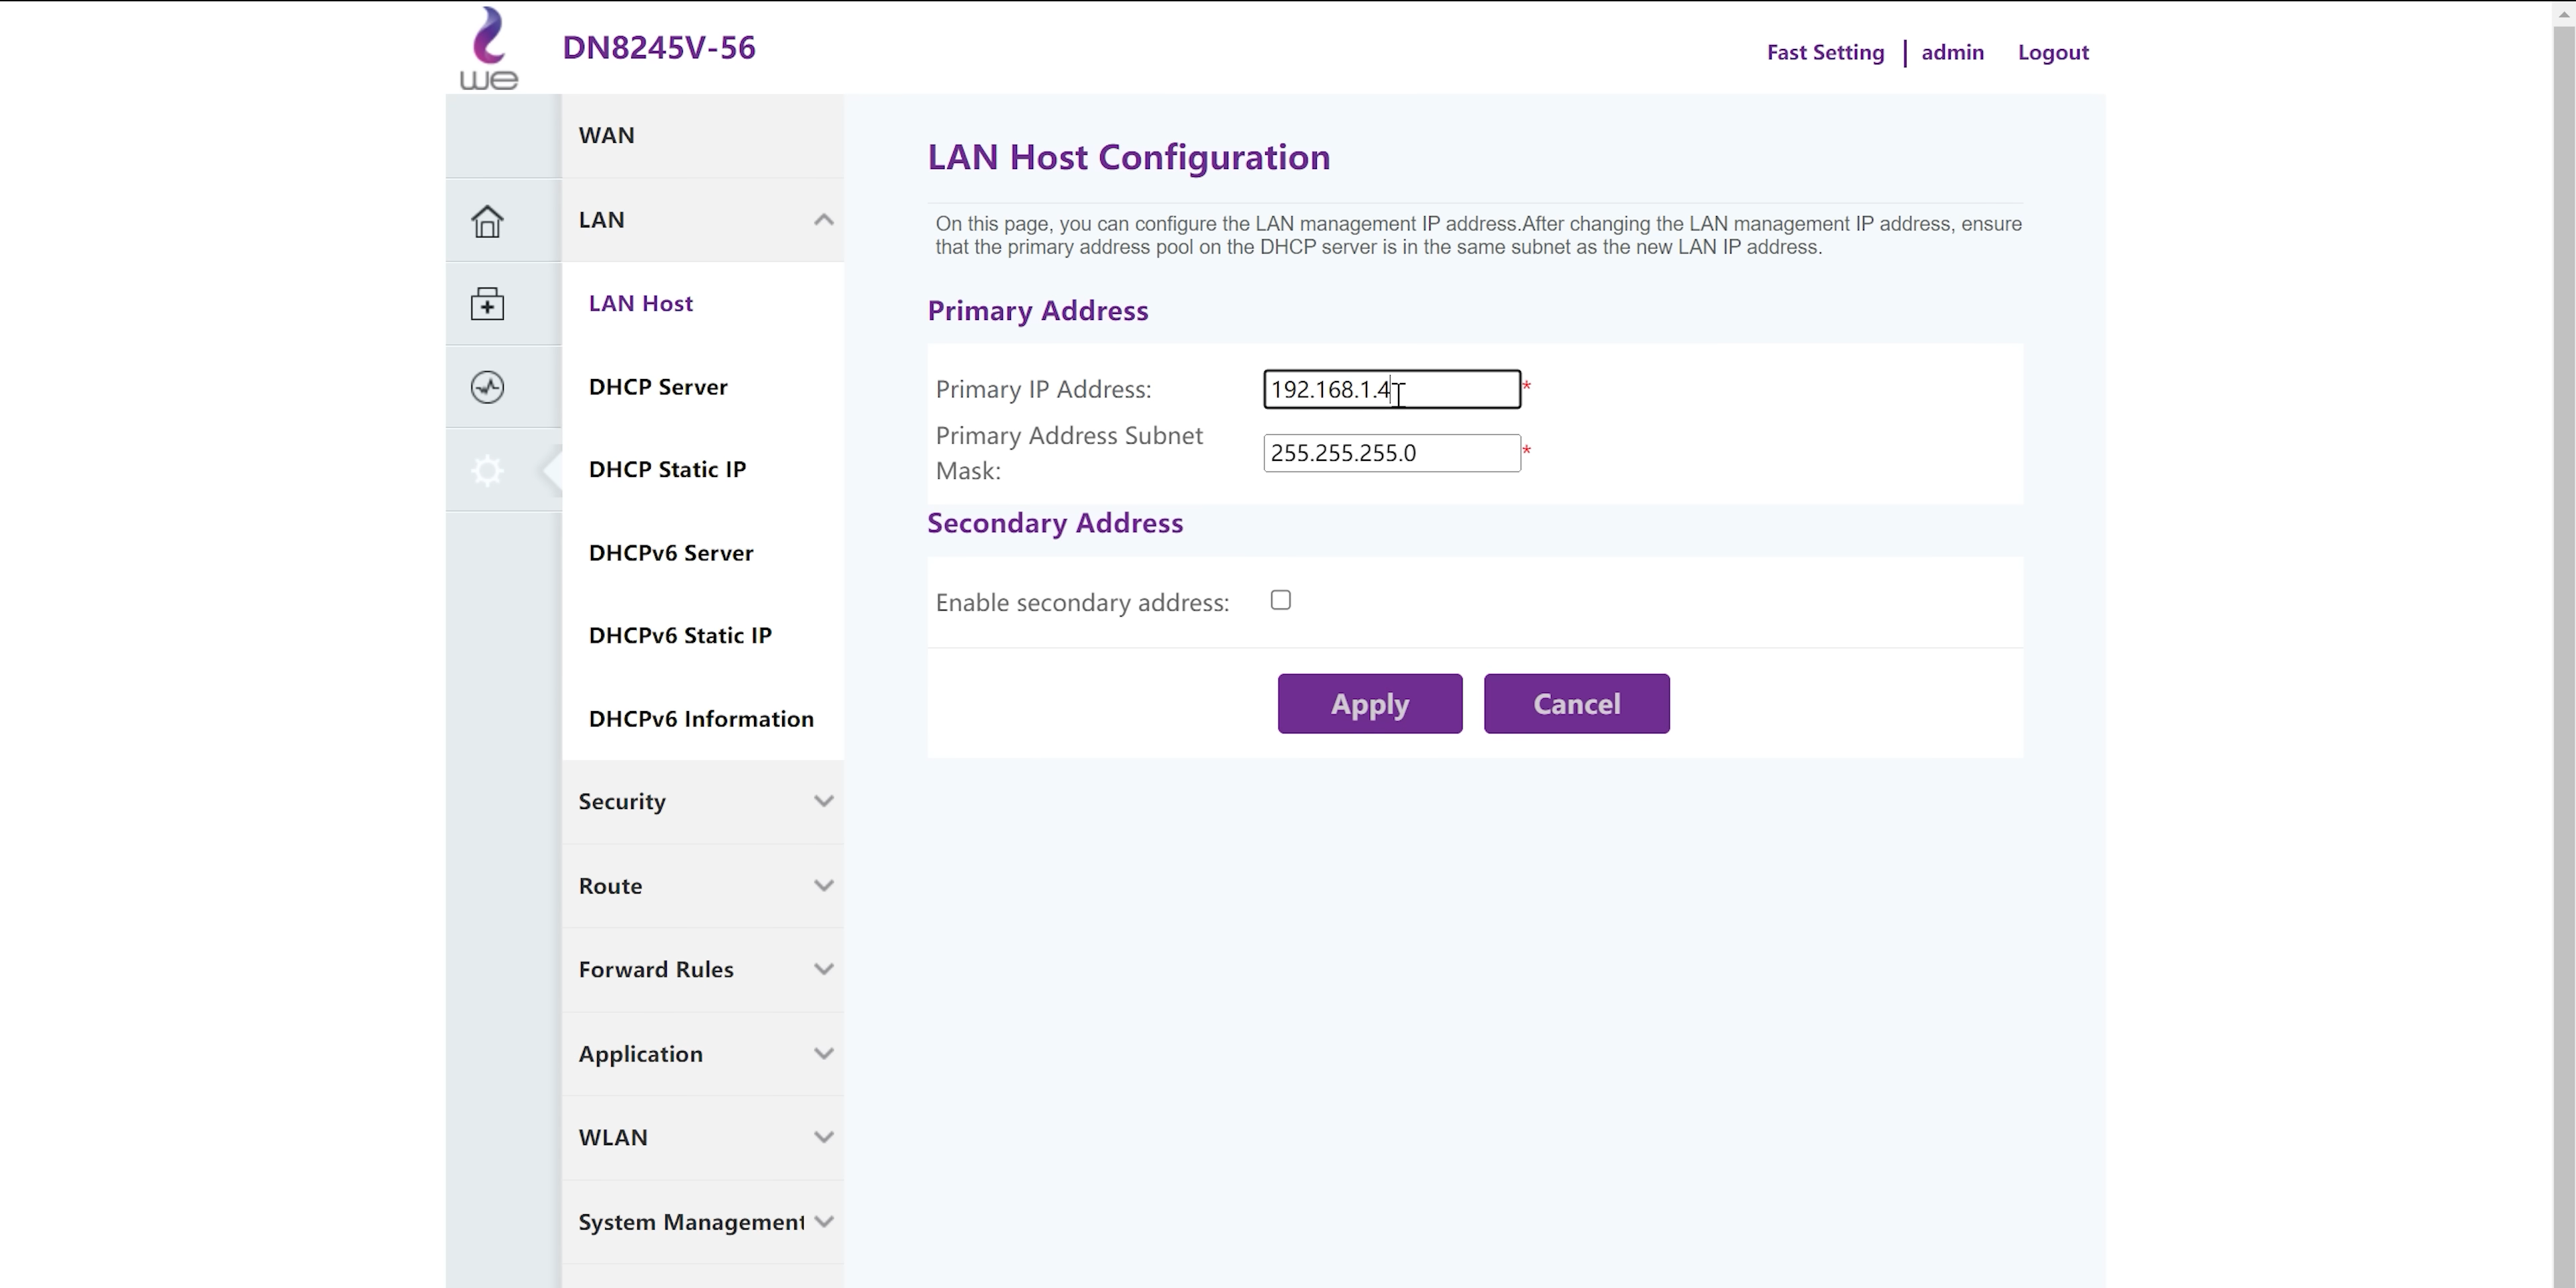 we
DN8245V-56
Fast Setting | admin Logout
WAN
LAN
LAN Host
DHCP Server
DHCP Static IP
DHCPv6 Server
DHCPv6 Static IP
DHCPv6 Information
Security
Route
Forward Rules
Application
WLAN
System Management
LAN Host Configuration
On this page, you can configure the LAN management IP address.After changing the LAN management IP address, ensure
that the primary address pool on the DHCP server is in the same subnet as the new LAN IP address.
Primary Address
Primary IP Address: 192.168.1.4 *
Primary Address Subnet
Mask: 255.255.255.0 *
Secondary Address
Enable secondary address:
Apply Cancel